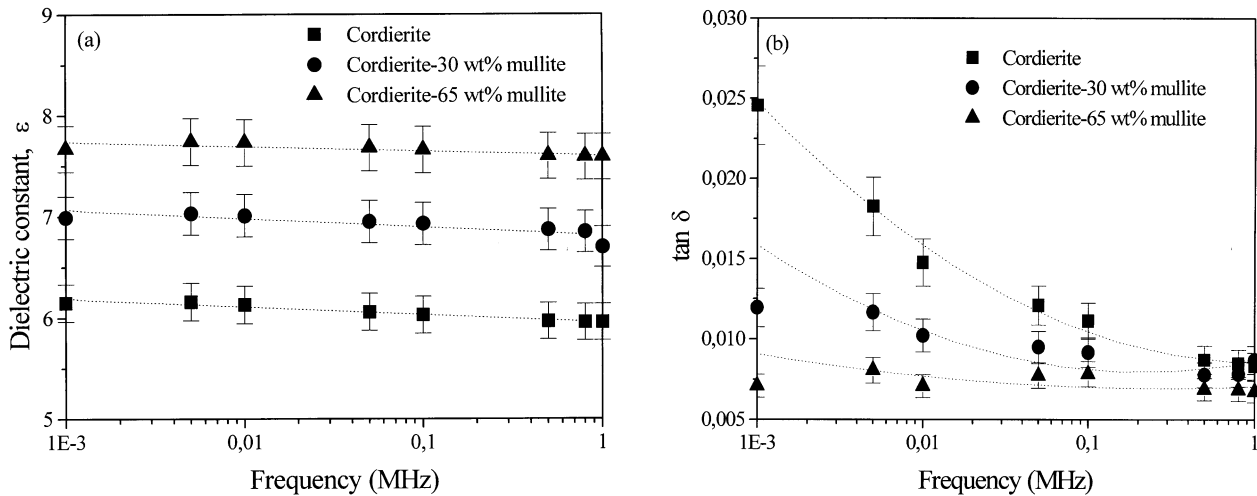 (a)
Cordierite
Cordierite-30 wt% mullite
Cordierite-65 wt% mullite
Dielectric constant, ε
9
8
7
6
5
1E-3
0,01
0,1
1
Frequency (MHz)
(b)
Cordierite
Cordierite-30 wt% mullite
Cordierite-65 wt% mullite
tan δ
0,030
0,025
0,020
0,015
0,010
0,005
1E-3
0,01
0,1
1
Frequency (MHz)